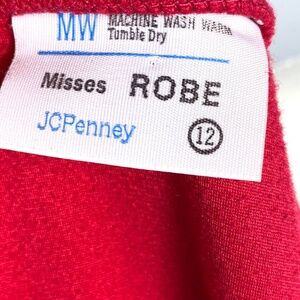 MW MACHINE WASH WARM
Tumble Dry
Misses ROBE
JCPenney 12